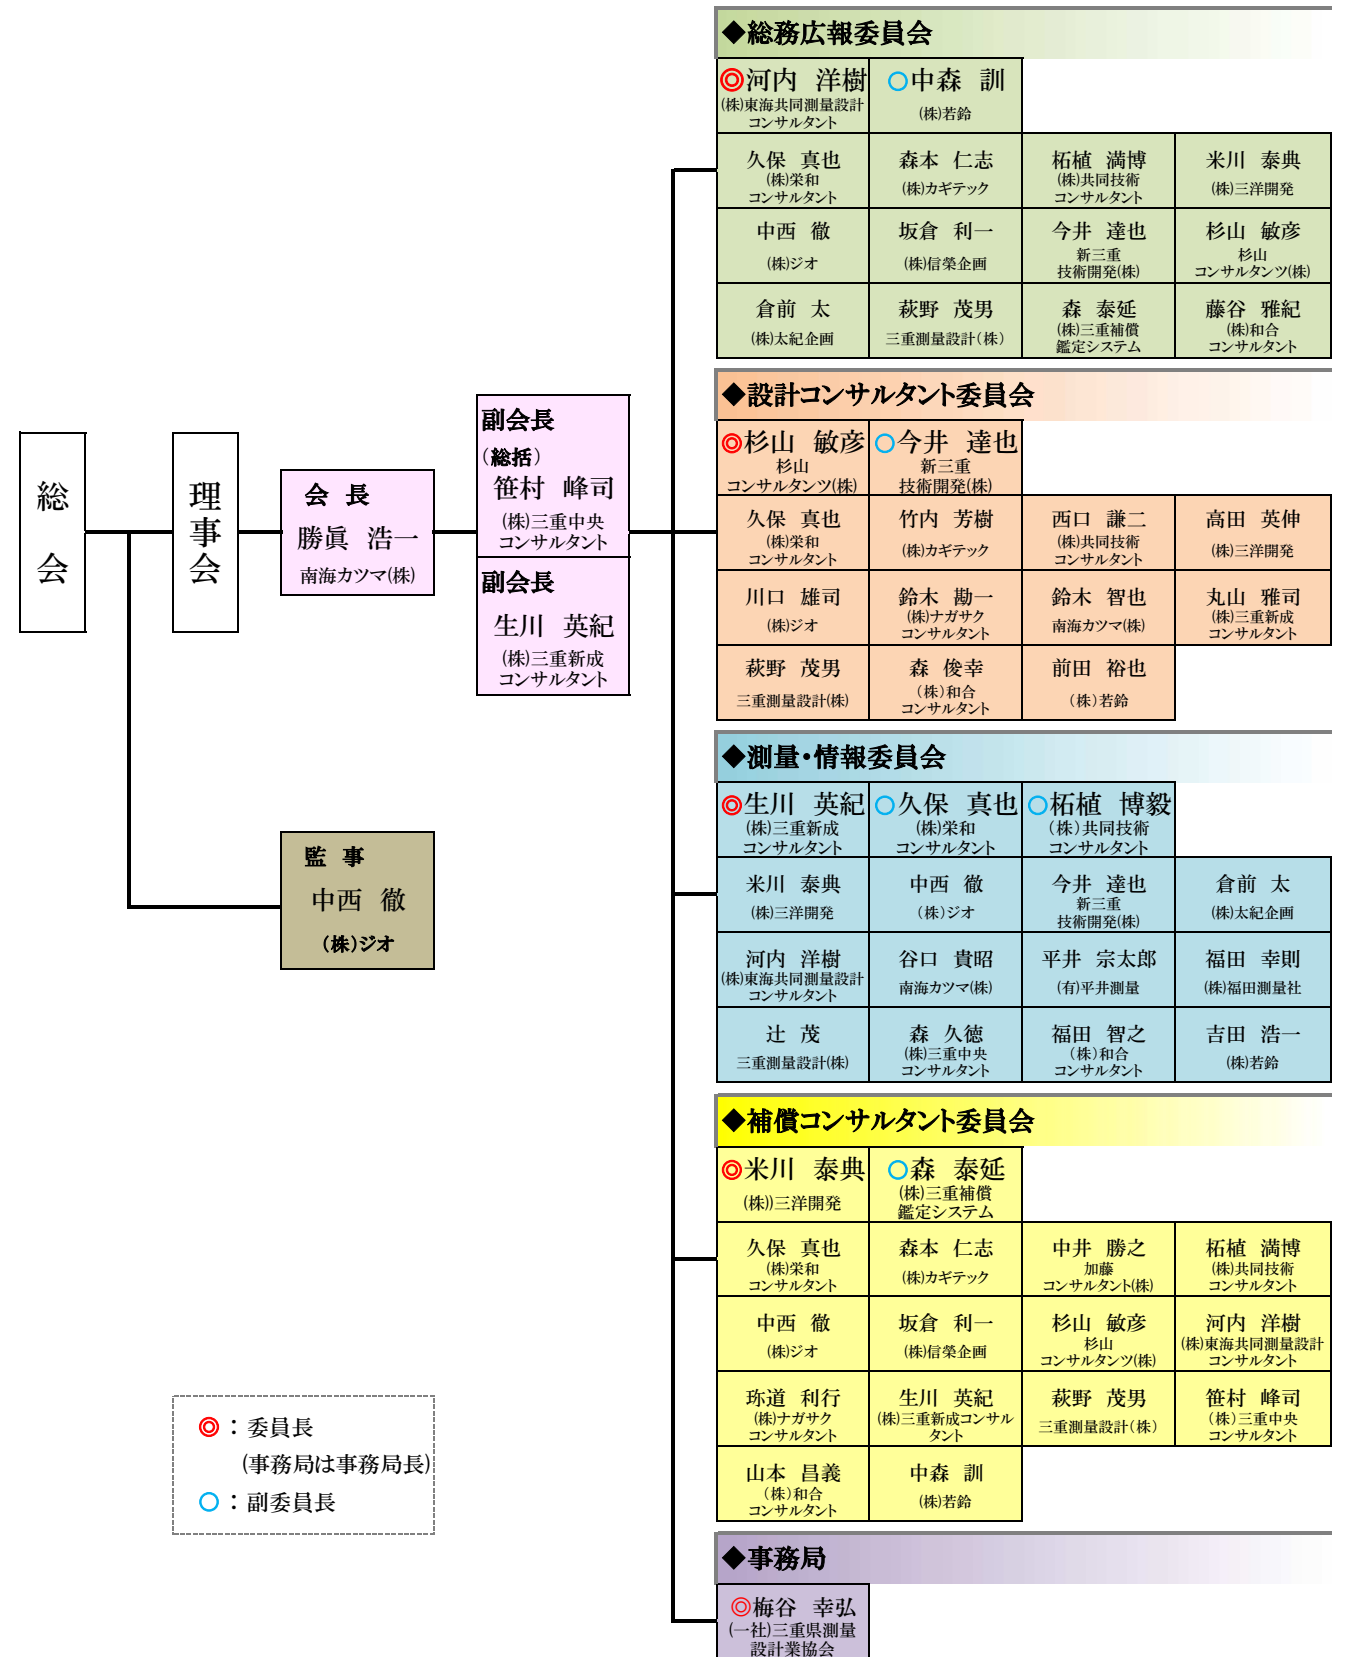 総会
理事会
会 長
勝眞 浩一
南海カツマ(株)
副会長
(総括)
笹村 峰司
(株)三重中央
コンサルタント
副会長
生川 英紀
(株)三重新成
コンサルタント
監 事
中西 徹
(株)ジオ
◎：委員長
(事務局は事務局長)
○：副委員長
◆総務広報委員会
◎河内 洋樹
(株)東海共同測量設計
コンサルタント
○中森 訓
(株)若鈴
久保 真也
(株)栄和
コンサルタント
森本 仁志
(株)カギテック
柘植 満博
(株)共同技術
コンサルタント
米川 泰典
(株)三洋開発
中西 徹
(株)ジオ
坂倉 利一
(株)信榮企画
今井 達也
新三重
技術開発(株)
杉山 敏彦
杉山
コンサルタンツ(株)
倉前 太
(株)太紀企画
萩野 茂男
三重測量設計(株)
森 泰延
(株)三重補償
鑑定システム
藤谷 雅紀
(株)和合
コンサルタント
◆設計コンサルタント委員会
◎杉山 敏彦
杉山
コンサルタンツ(株)
○今井 達也
新三重
技術開発(株)
久保 真也
(株)栄和
コンサルタント
竹内 芳樹
(株)カギテック
西口 謙二
(株)共同技術
コンサルタント
高田 英伸
(株)三洋開発
川口 雄司
(株)ジオ
鈴木 勘一
(株)ナガサク
コンサルタント
鈴木 智也
南海カツマ(株)
丸山 雅司
(株)三重新成
コンサルタント
萩野 茂男
三重測量設計(株)
森 俊幸
(株)和合
コンサルタント
前田 裕也
(株)若鈴
◆測量・情報委員会
◎生川 英紀
(株)三重新成
コンサルタント
○久保 真也
(株)栄和
コンサルタント
○柘植 博毅
(株)共同技術
コンサルタント
米川 泰典
(株)三洋開発
中西 徹
(株)ジオ
今井 達也
新三重
技術開発(株)
倉前 太
(株)太紀企画
河内 洋樹
(株)東海共同測量設計
コンサルタント
谷口 貴昭
南海カツマ(株)
平井 宗太郎
(有)平井測量
福田 幸則
(株)福田測量社
辻 茂
三重測量設計(株)
森 久徳
(株)三重中央
コンサルタント
福田 智之
(株)和合
コンサルタント
吉田 浩一
(株)若鈴
◆補償コンサルタント委員会
◎米川 泰典
(株))三洋開発
○森 泰延
(株)三重補償
鑑定システム
久保 真也
(株)栄和
コンサルタント
森本 仁志
(株)カギテック
中井 勝之
加藤
コンサルタント(株)
柘植 満博
(株)共同技術
コンサルタント
中西 徹
(株)ジオ
坂倉 利一
(株)信榮企画
杉山 敏彦
杉山
コンサルタンツ(株)
河内 洋樹
(株)東海共同測量設計
コンサルタント
珎道 利行
(株)ナガサク
コンサルタント
生川 英紀
(株)三重新成コンサル
タント
萩野 茂男
三重測量設計(株)
笹村 峰司
(株)三重中央
コンサルタント
山本 昌義
(株)和合
コンサルタント
中森 訓
(株)若鈴
◆事務局
◎梅谷 幸弘
(一社)三重県測量
設計業協会